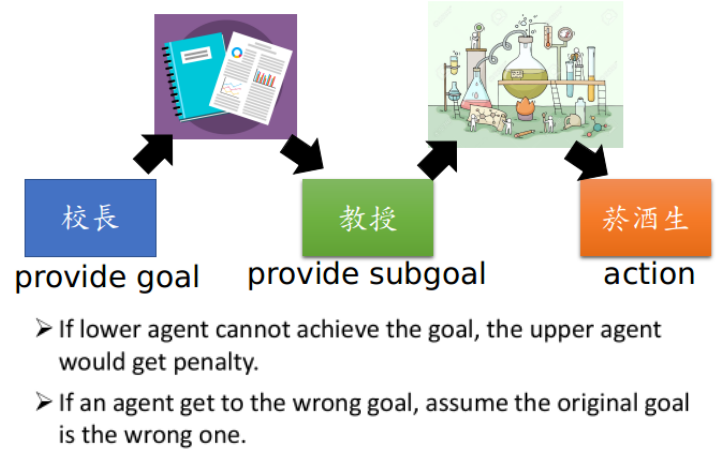 校長
教授
菸酒生
provide goal
provide subgoal
action
➢ If lower agent cannot achieve the goal, the upper agent
would get penalty.
➢ If an agent get to the wrong goal, assume the original goal
is the wrong one.